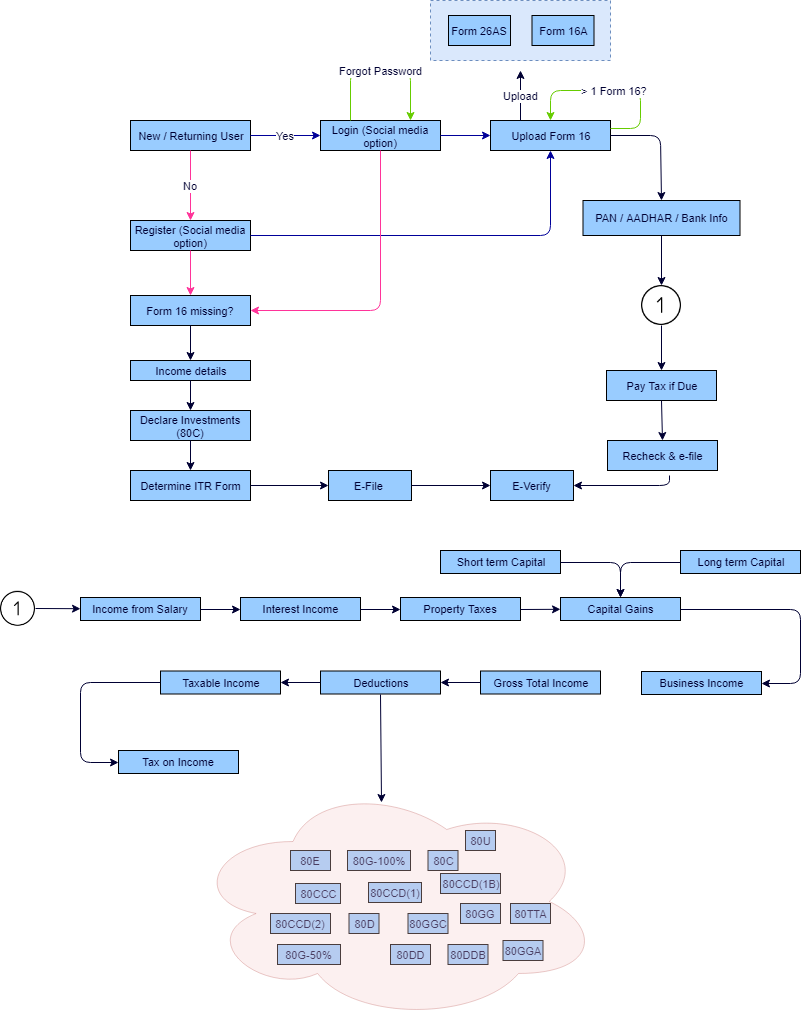 Form 26AS
Form 16A
Forgot Password
Upload
> 1 Form 16?
New / Returning User
Yes
Login (Social media
option)
Upload Form 16
No
PAN / AADHAR / Bank Info
Register (Social media
option)
1
Form 16 missing?
Income details
Pay Tax if Due
Declare Investments
(80C)
Recheck & e-file
Determine ITR Form
E-File
E-Verify
Short term Capital
Long term Capital
1
Income from Salary
Interest Income
Property Taxes
Capital Gains
Taxable Income
Deductions
Gross Total Income
Business Income
Tax on Income
80U
80E
80G-100%
80C
80CCC
80CCD(1)
80CCD(1B)
80CCD(2)
80D
80GGC
80GG
80TTA
80G-50%
80DD
80DDB
80GGA